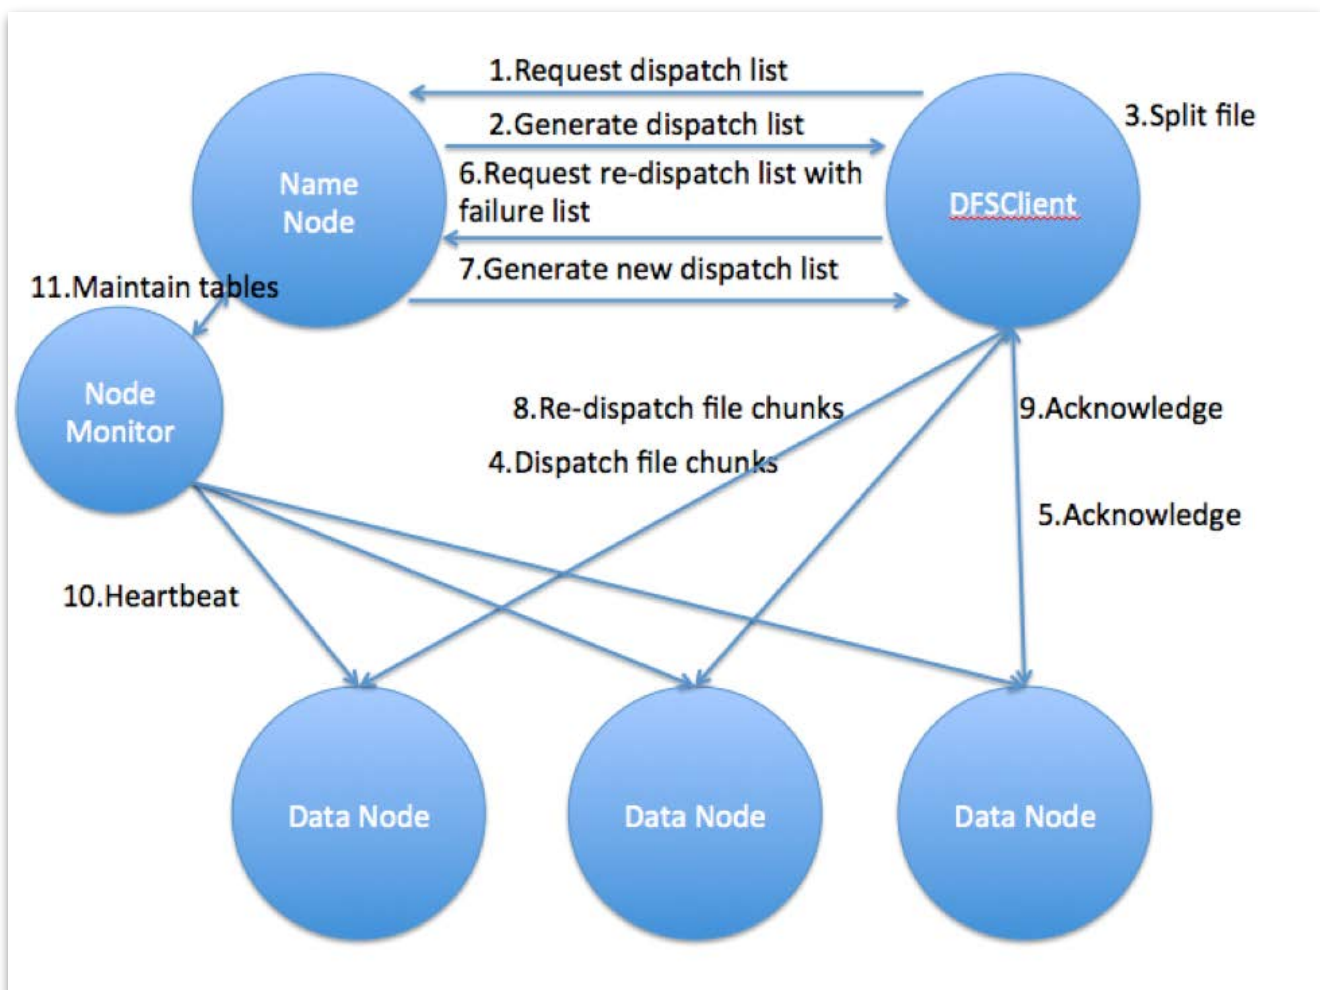 1.Request dispatch list
3.Split file
2.Generate dispatch list
6.Request re-dispatch list with
failure list
Name
Node
DFSClient
7.Generate new dispatch list
11.Maintain tables
Node
Monitor
8.Re-dispatch file chunks
9.Acknowledge
4.Dispatch file chunks
5.Acknowledge
10.Heartbeat
Data Node
Data Node
Data Node